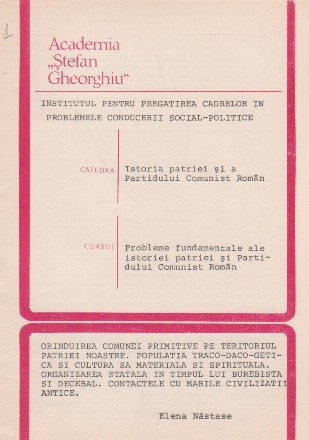 1
Academia
„Ștefan
Gheorghiu"
INSTITUTUL PENTRU PREGATIREA CADRELOR IN
PROBLEMELE CONDUCERII SOCIAL-POLITICE
CATEDRA
Istoria patriei și a
Partidului Comunist Român
CURSUL
Probleme fundamentale ale
istoriei patriei și Parti-
dului Comunist Român
ORINDUIREA COMUNEI PRIMITIVE PE TERITORIUL
PATRIEI NOASTRE. POPULATIA TRACO-DACO-GETI-
CA SI CULTURA SA MATERIALA SI SPIRITUALA.
ORGANIZAREA STATALA IN TIMPUL LUI BUREBISTA
SI DECEBAL. CONTACTELE CU MARILE CIVILIZATII
ANTICE.
Elena Năstase